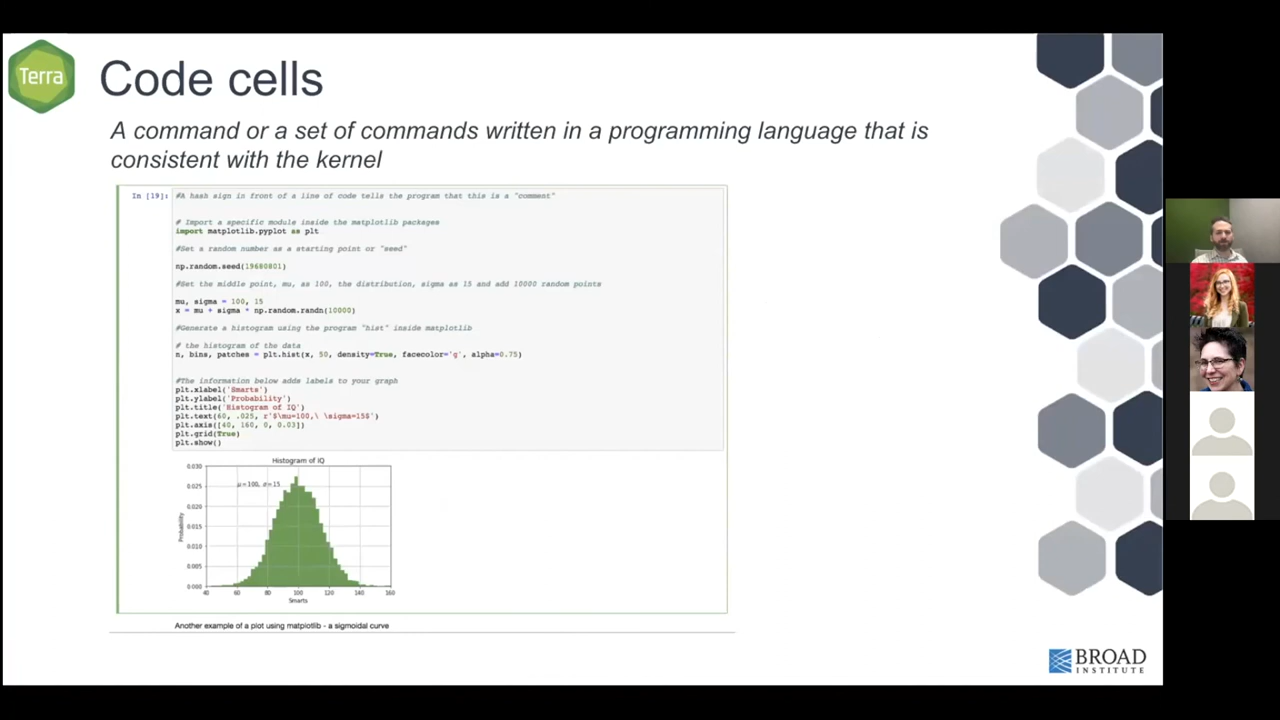 Terra
Code cells
A command or a set of commands written in a programming language that is
consistent with the kernel
In [19]:
#A hash sign in front of a line of code tells the program that this is a "comment"
# Import a specific module inside the matplotlib packages
import matplotlib.pyplot as plt
#Set a random number as a starting point or "seed"
np.random.seed(19680801)
#Set the middle point, mu, as 100, the distribution, sigma as 15 and add 10000 random points
mu, sigma = 100, 15
x = mu + sigma * np.random.randn(10000)
#Generate a histogram using the program "hist" inside matplotlib
# the histogram of the data
n, bins, patches = plt.hist(x, 50, density=True, facecolor='g', alpha=0.75)
#The information below adds labels to your graph
plt.xlabel('Smarts')
plt.ylabel('Probability')
plt.title('Histogram of IQ')
plt.text(60, .025, r'$\mu=100,\ \sigma=15$')
plt.axis([40, 160, 0, 0.03])
plt.grid(True)
plt.show()
Histogram of IQ
0.030
0.025
0.020
0.015
0.010
0.005
0.000
Probability
μ=100, σ=15
40 60 80 100 120 140 160
Smarts
Another example of a plot using matplotlib - a sigmoidal curve
BROAD
INSTITUTE